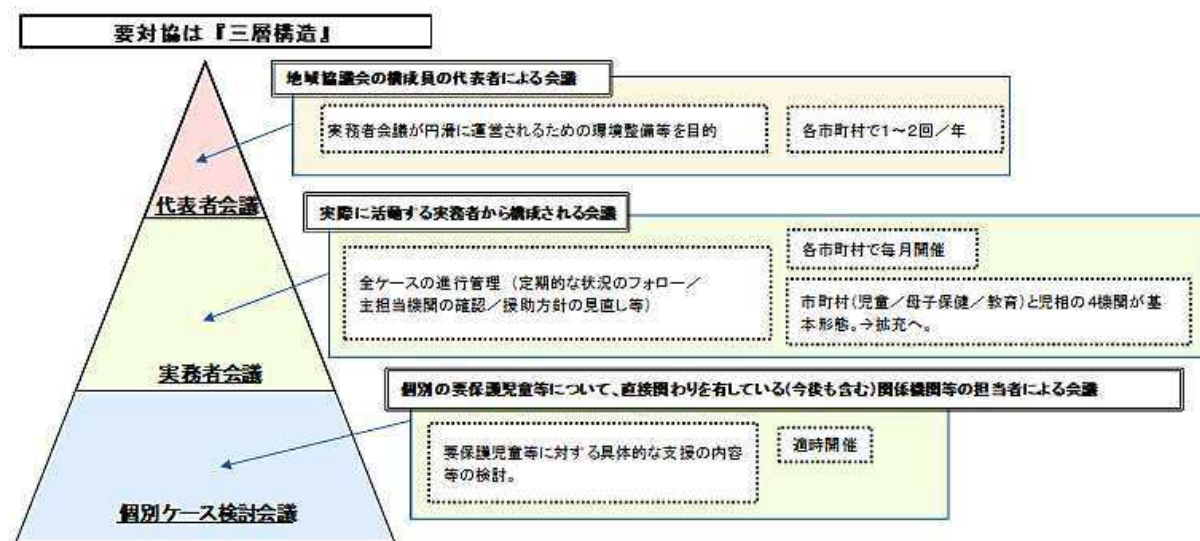 要対協は『三層構造』
地域協議会の構成員の代表者による会議
実務者会議が円滑に運営されるための環境整備等を目的
各市町村で1~2回/年
代表者会議
実際に活動する実務者から構成される会議
各市町村で毎月開催
全ケースの進行管理(定期的な状況のフォロー/
主担当機関の確認/援助方針の見直し等)
市町村(児童/母子保健/教育)と児相の4機関が基
本形態。→拡充へ。
実務者会議
個別の要保護児童等について、直接関わりを有している(今後も含む)関係機関等の担当者による会議
要保護児童等に対する具体的な支援の内容
等の検討。
適時開催
個別ケース検討会議